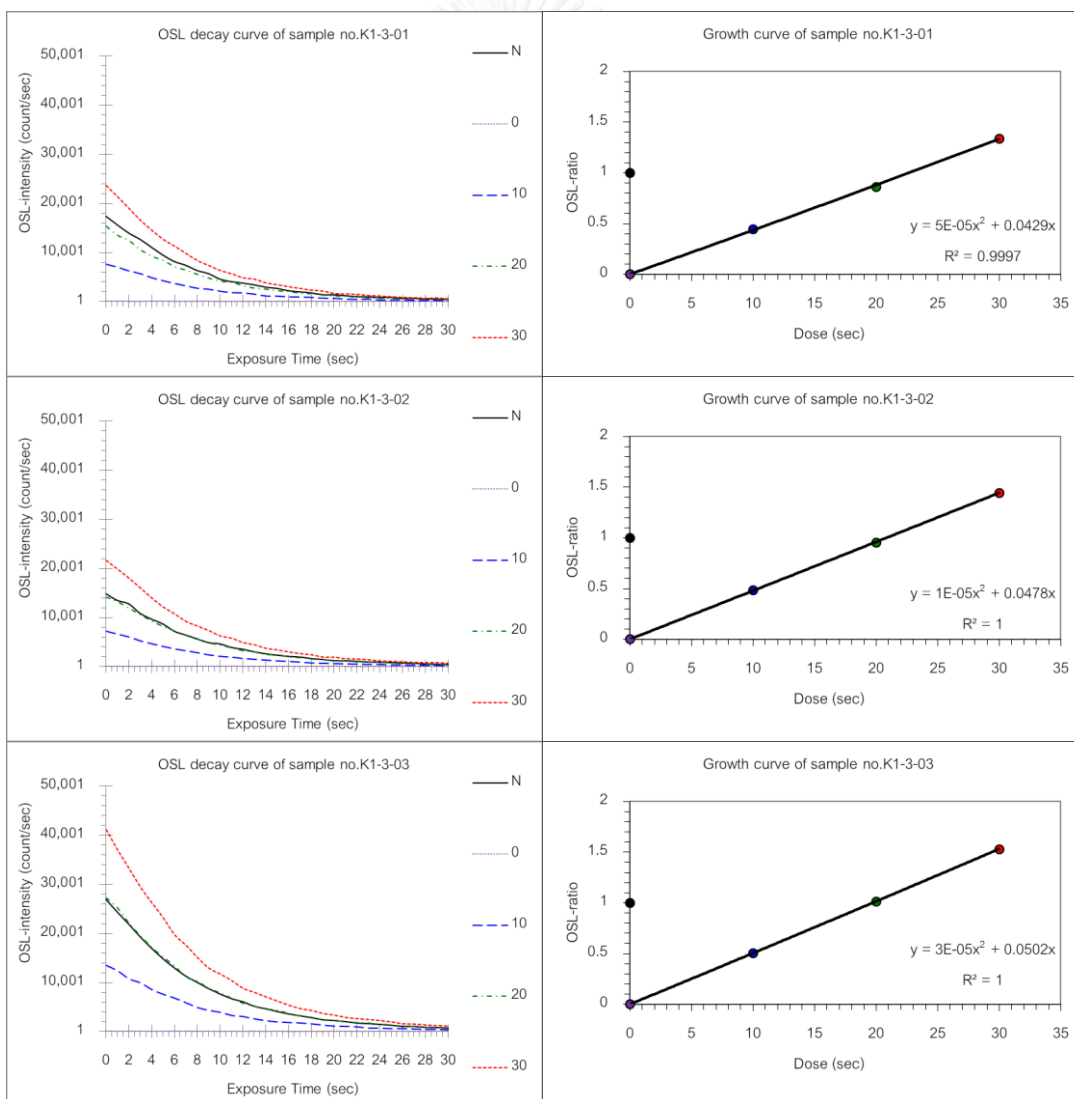 OSL decay curve of sample no.K1-3-01
OSL-intensity (count/sec)
50,001
40,001
30,001
20,001
10,001
1
0 2 4 6 8 10 12 14 16 18 20 22 24 26 28 30
Exposure Time (sec)
N
0
10
20
30
Growth curve of sample no.K1-3-01
OSL-ratio
2
1.5
1
0.5
0
0 5 10 15 20 25 30 35
Dose (sec)
y = 5E-05x² + 0.0429x
R² = 0.9997
OSL decay curve of sample no.K1-3-02
OSL-intensity (count/sec)
50,001
40,001
30,001
20,001
10,001
1
0 2 4 6 8 10 12 14 16 18 20 22 24 26 28 30
Exposure Time (sec)
N
0
10
20
30
Growth curve of sample no.K1-3-02
OSL-ratio
2
1.5
1
0.5
0
0 5 10 15 20 25 30 35
Dose (sec)
y = 1E-05x² + 0.0478x
R² = 1
OSL decay curve of sample no.K1-3-03
OSL-intensity (count/sec)
50,001
40,001
30,001
20,001
10,001
1
0 2 4 6 8 10 12 14 16 18 20 22 24 26 28 30
Exposure Time (sec)
N
0
10
20
30
Growth curve of sample no.K1-3-03
OSL-ratio
2
1.5
1
0.5
0
0 5 10 15 20 25 30 35
Dose (sec)
y = 3E-05x² + 0.0502x
R² = 1